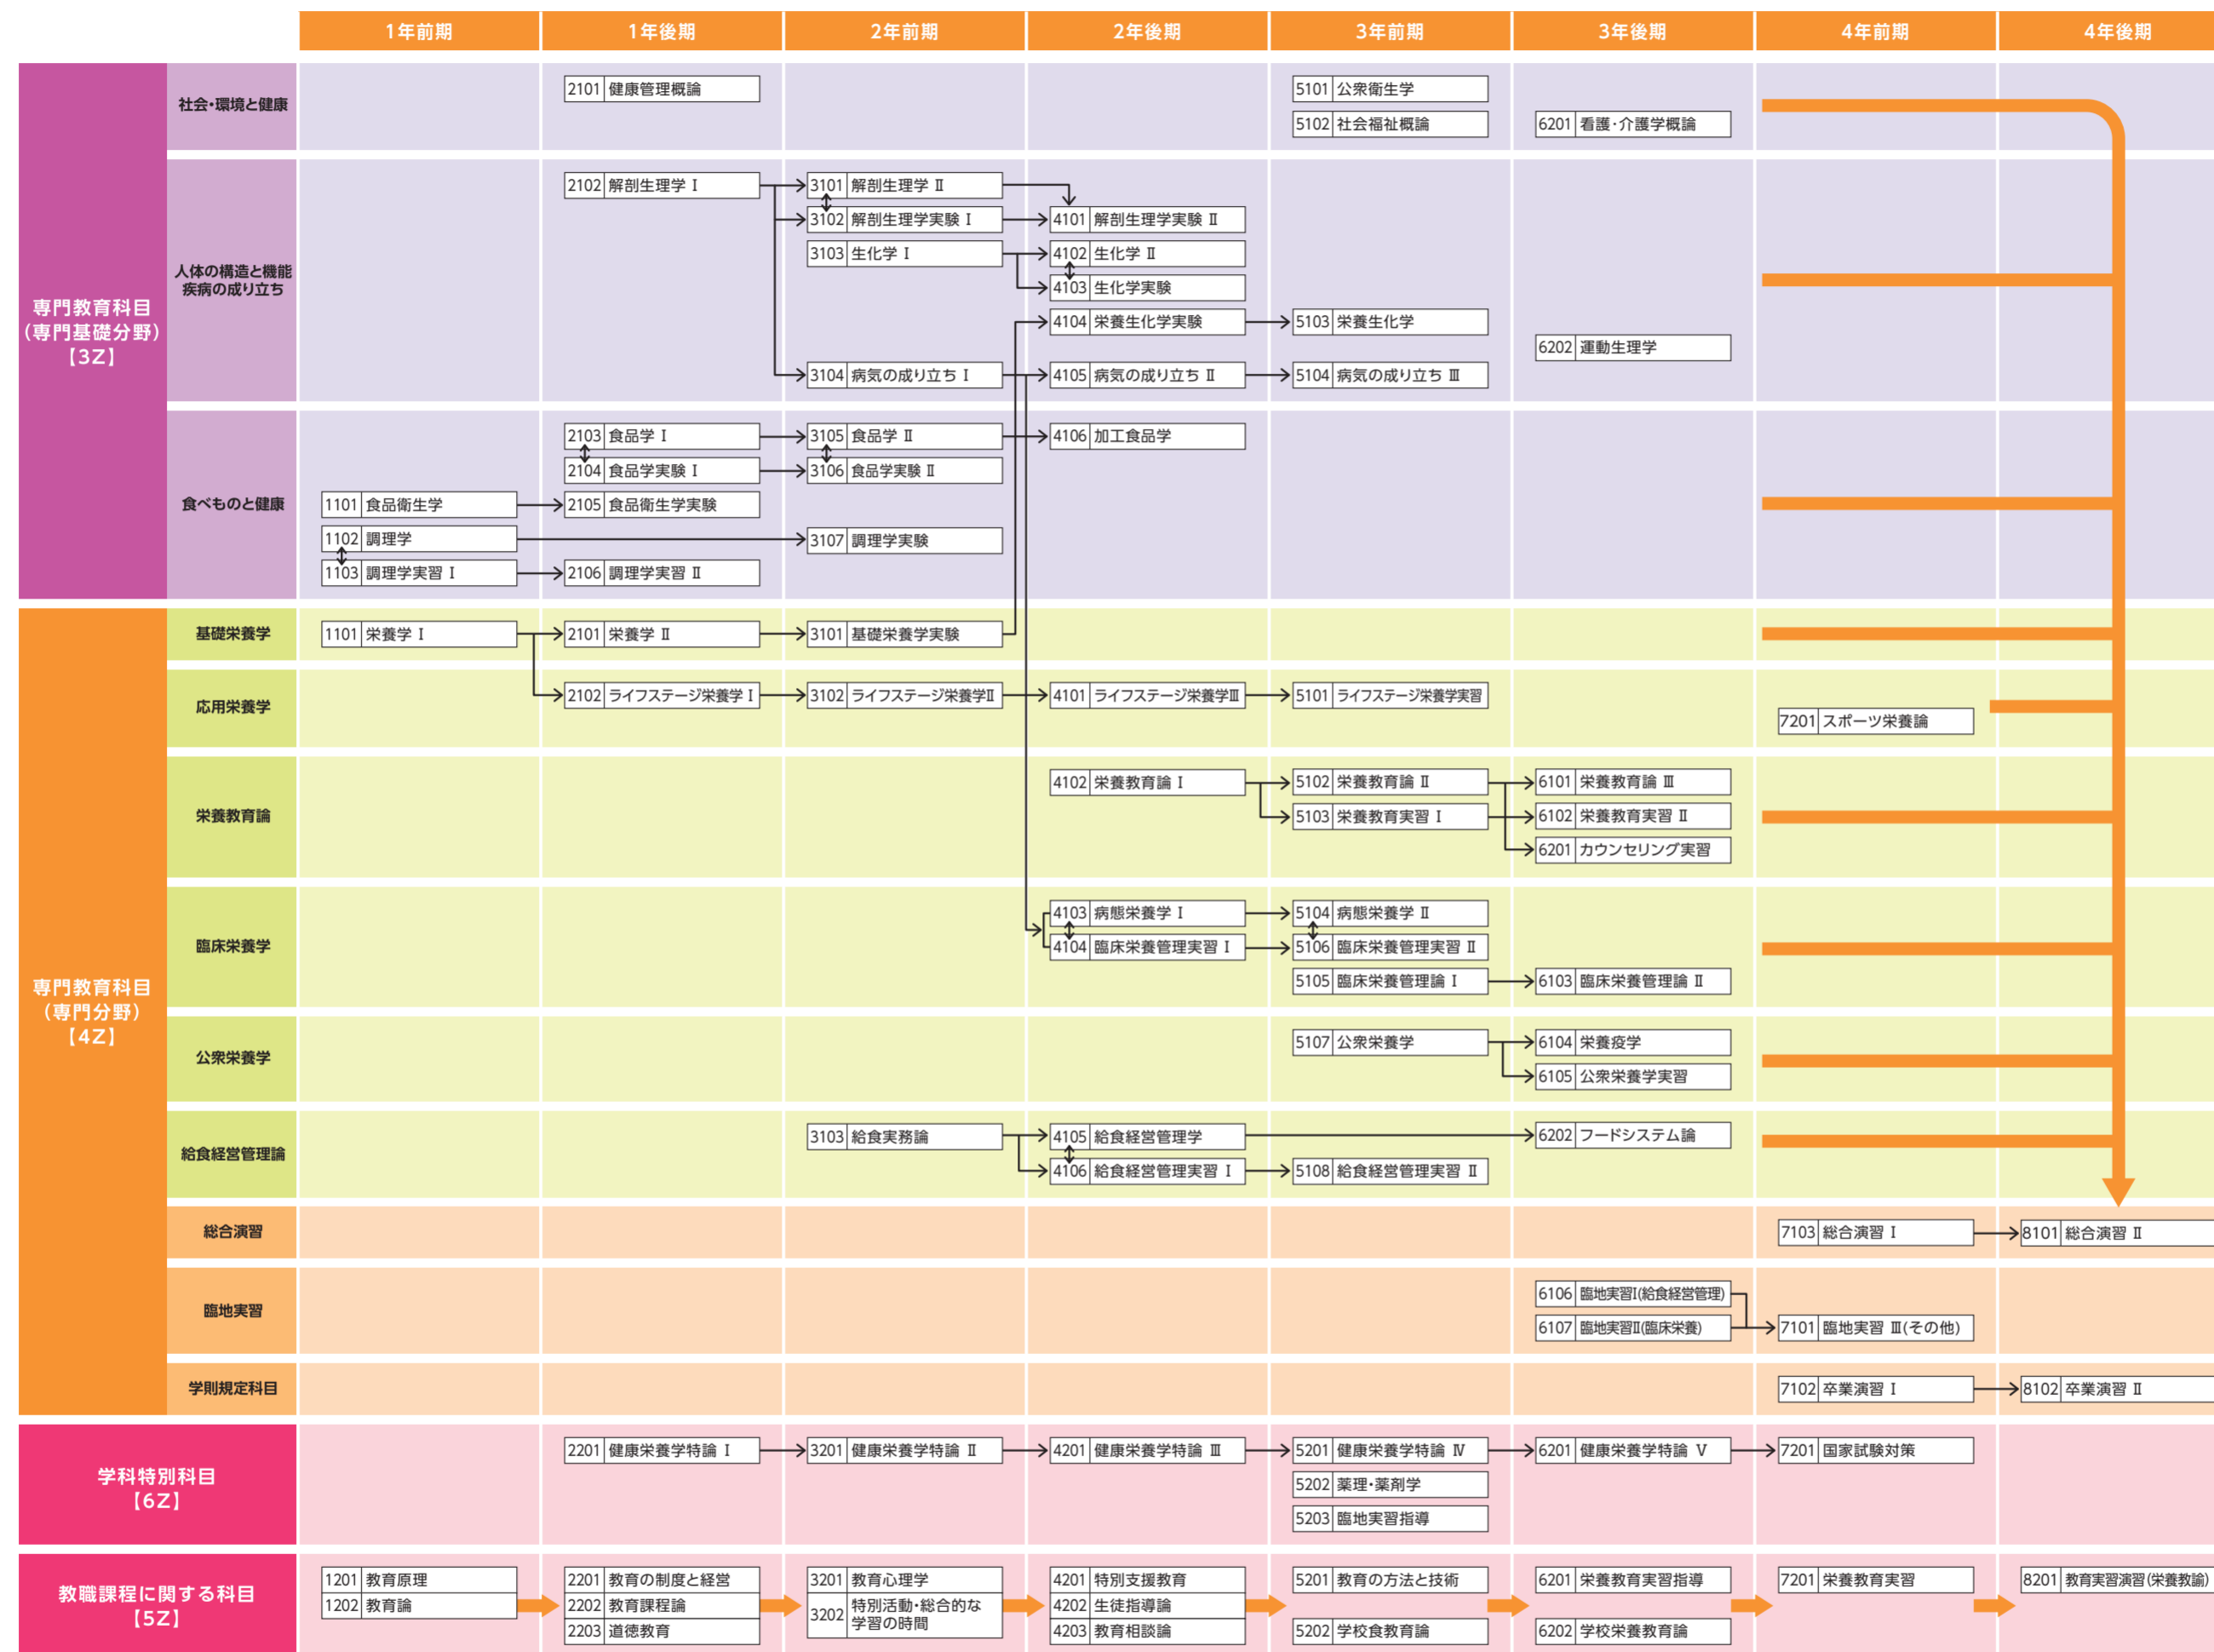 1年前期 1年後期 2年前期 2年後期 3年前期 3年後期 4年前期 4年後期
専門教育科目
(専門基礎分野)
【3Z】
社会・環境と健康
2101 健康管理概論
5101 公衆衛生学
5102 社会福祉概論 6201 看護・介護学概論
人体の構造と機能
疾病の成り立ち
2102 解剖生理学 Ⅰ 3101 解剖生理学 Ⅱ
3102 解剖生理学実験 Ⅰ 4101 解剖生理学実験 Ⅱ
3103 生化学 Ⅰ 4102 生化学 Ⅱ
4103 生化学実験
4104 栄養生化学実験 5103 栄養生化学
6202 運動生理学
3104 病気の成り立ち Ⅰ 4105 病気の成り立ち Ⅱ 5104 病気の成り立ち Ⅲ
食べものと健康
2103 食品学 Ⅰ 3105 食品学 Ⅱ 4106 加工食品学
2104 食品学実験 Ⅰ 3106 食品学実験 Ⅱ
1101 食品衛生学 2105 食品衛生学実験
1102 調理学 3107 調理学実験
1103 調理学実習 Ⅰ 2106 調理学実習 Ⅱ
専門教育科目
(専門分野)
【4Z】
基礎栄養学
1101 栄養学 Ⅰ 2101 栄養学 Ⅱ 3101 基礎栄養学実験
応用栄養学
2102 ライフステージ栄養学 Ⅰ 3102 ライフステージ栄養学Ⅱ 4101 ライフステージ栄養学Ⅲ 5101 ライフステージ栄養学実習
7201 スポーツ栄養論
栄養教育論
4102 栄養教育論 Ⅰ 5102 栄養教育論 Ⅱ 6101 栄養教育論 Ⅲ
5103 栄養教育実習 Ⅰ 6102 栄養教育実習 Ⅱ
6201 カウンセリング実習
臨床栄養学
4103 病態栄養学 Ⅰ 5104 病態栄養学 Ⅱ
4104 臨床栄養管理実習 Ⅰ 5106 臨床栄養管理実習 Ⅱ
5105 臨床栄養管理論 Ⅰ 6103 臨床栄養管理論 Ⅱ
公衆栄養学
5107 公衆栄養学 6104 栄養疫学
6105 公衆栄養学実習
給食経営管理論
3103 給食実務論 4105 給食経営管理学 6202 フードシステム論
4106 給食経営管理実習 Ⅰ 5108 給食経営管理実習 Ⅱ
総合演習
7103 総合演習 Ⅰ 8101 総合演習 Ⅱ
臨地実習
6106 臨地実習Ⅰ(給食経営管理)
6107 臨地実習Ⅱ(臨床栄養) 7101 臨地実習 Ⅲ(その他)
学則規定科目
7102 卒業演習 Ⅰ 8102 卒業演習 Ⅱ
学科特別科目
【6Z】
2201 健康栄養学特論 Ⅰ 3201 健康栄養学特論 Ⅱ 4201 健康栄養学特論 Ⅲ 5201 健康栄養学特論 Ⅳ 6201 健康栄養学特論 Ⅴ 7201 国家試験対策
5202 薬理・薬剤学
5203 臨地実習指導
教職課程に関する科目
【5Z】
1201 教育原理 2201 教育の制度と経営 3201 教育心理学 4201 特別支援教育 5201 教育の方法と技術 6201 栄養教育実習指導 7201 栄養教育実習 8201 教育実習演習(栄養教諭)
1202 教育論 2202 教育課程論 3202 特別活動・総合的な
学習の時間 4202 生徒指導論
2203 道徳教育 4203 教育相談論 5202 学校食教育論 6202 学校栄養教育論